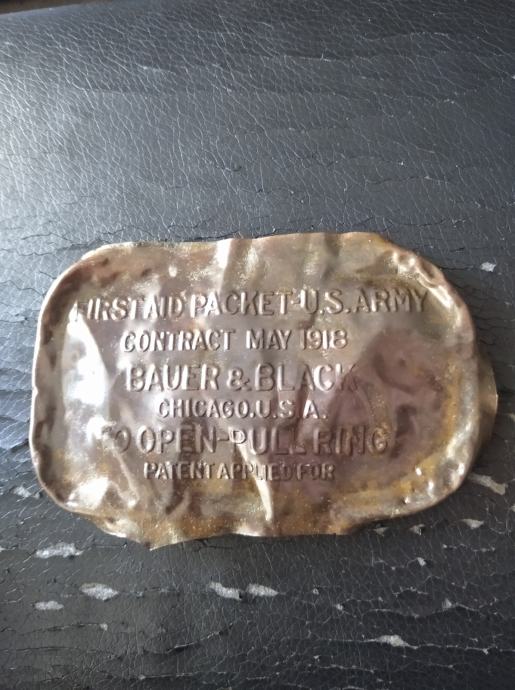 FIRST AID PACKET-U.S. ARMY
CONTRACT MAY 1918
BAUER & BLACK
CHICAGO.U.S.A.
TO OPEN-PULL RING
PATENT APPLIED FOR